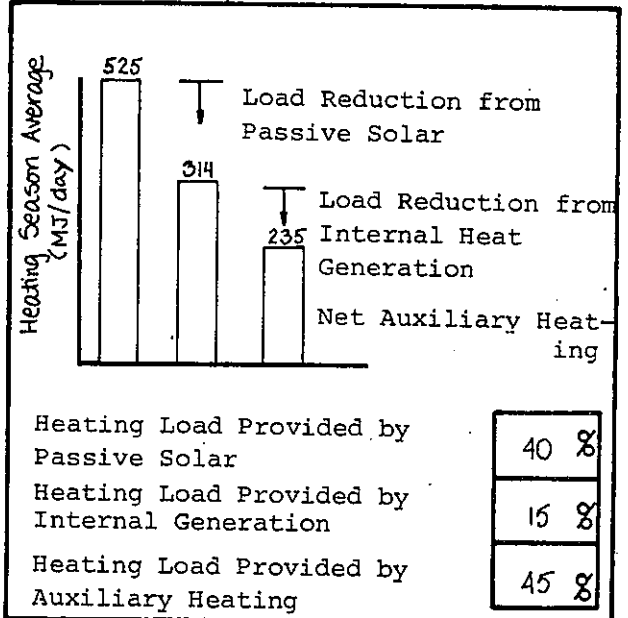 Heating Season Average
(MJ/day)
525
Load Reduction from
Passive Solar
314
Load Reduction from
Internal Heat
Generation
235
Net Auxiliary Heat-
ing
Heating Load Provided by
Passive Solar
40 %
Heating Load Provided by
Internal Generation
15 %
Heating Load Provided by
Auxiliary Heating
45 %